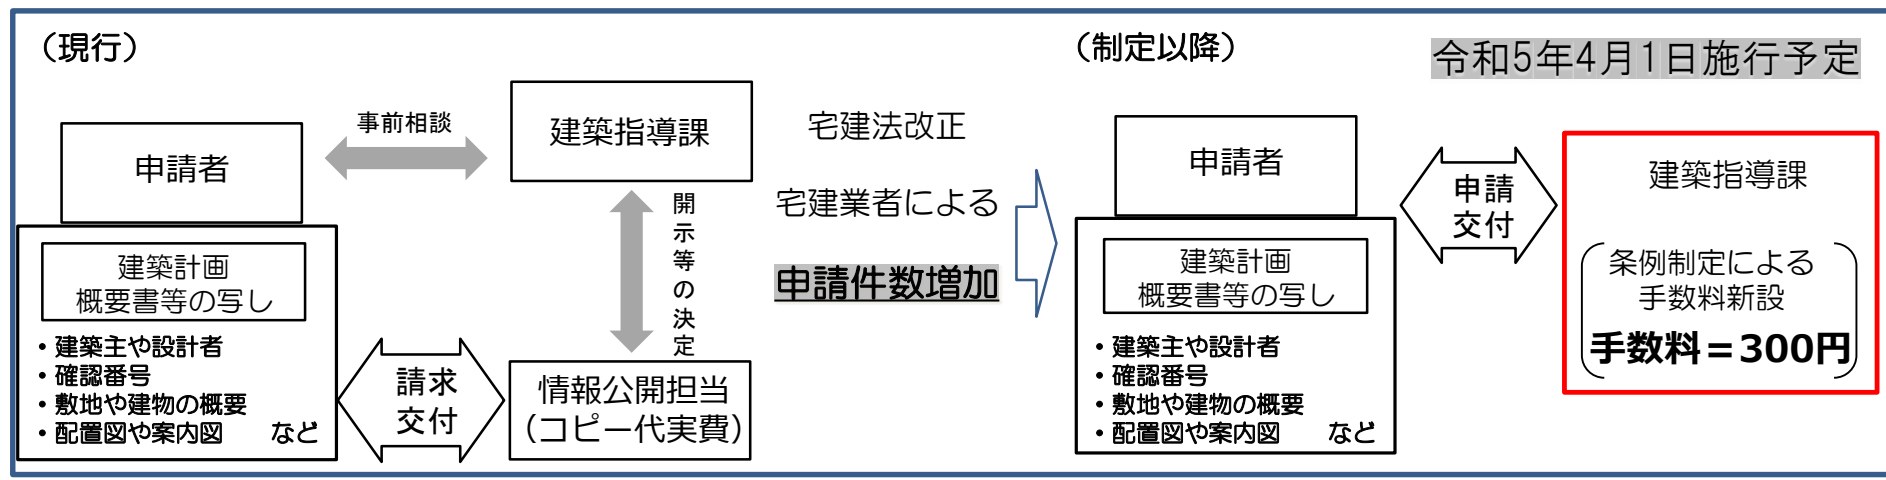 （現行）
事前相談
申請者
建築指導課
開示等の決定
建築計画
概要書等の写し
・建築主や設計者
・確認番号
・敷地や建物の概要
・配置図や案内図　　など
請求
交付
情報公開担当
（コピー代実費）
宅建法改正
宅建業者による
申請件数増加
（制定以降）
令和5年4月1日施行予定
申請者
建築計画
概要書等の写し
・建築主や設計者
・確認番号
・敷地や建物の概要
・配置図や案内図　　など
申請
交付
建築指導課
条例制定による
手数料新設
手数料＝300円